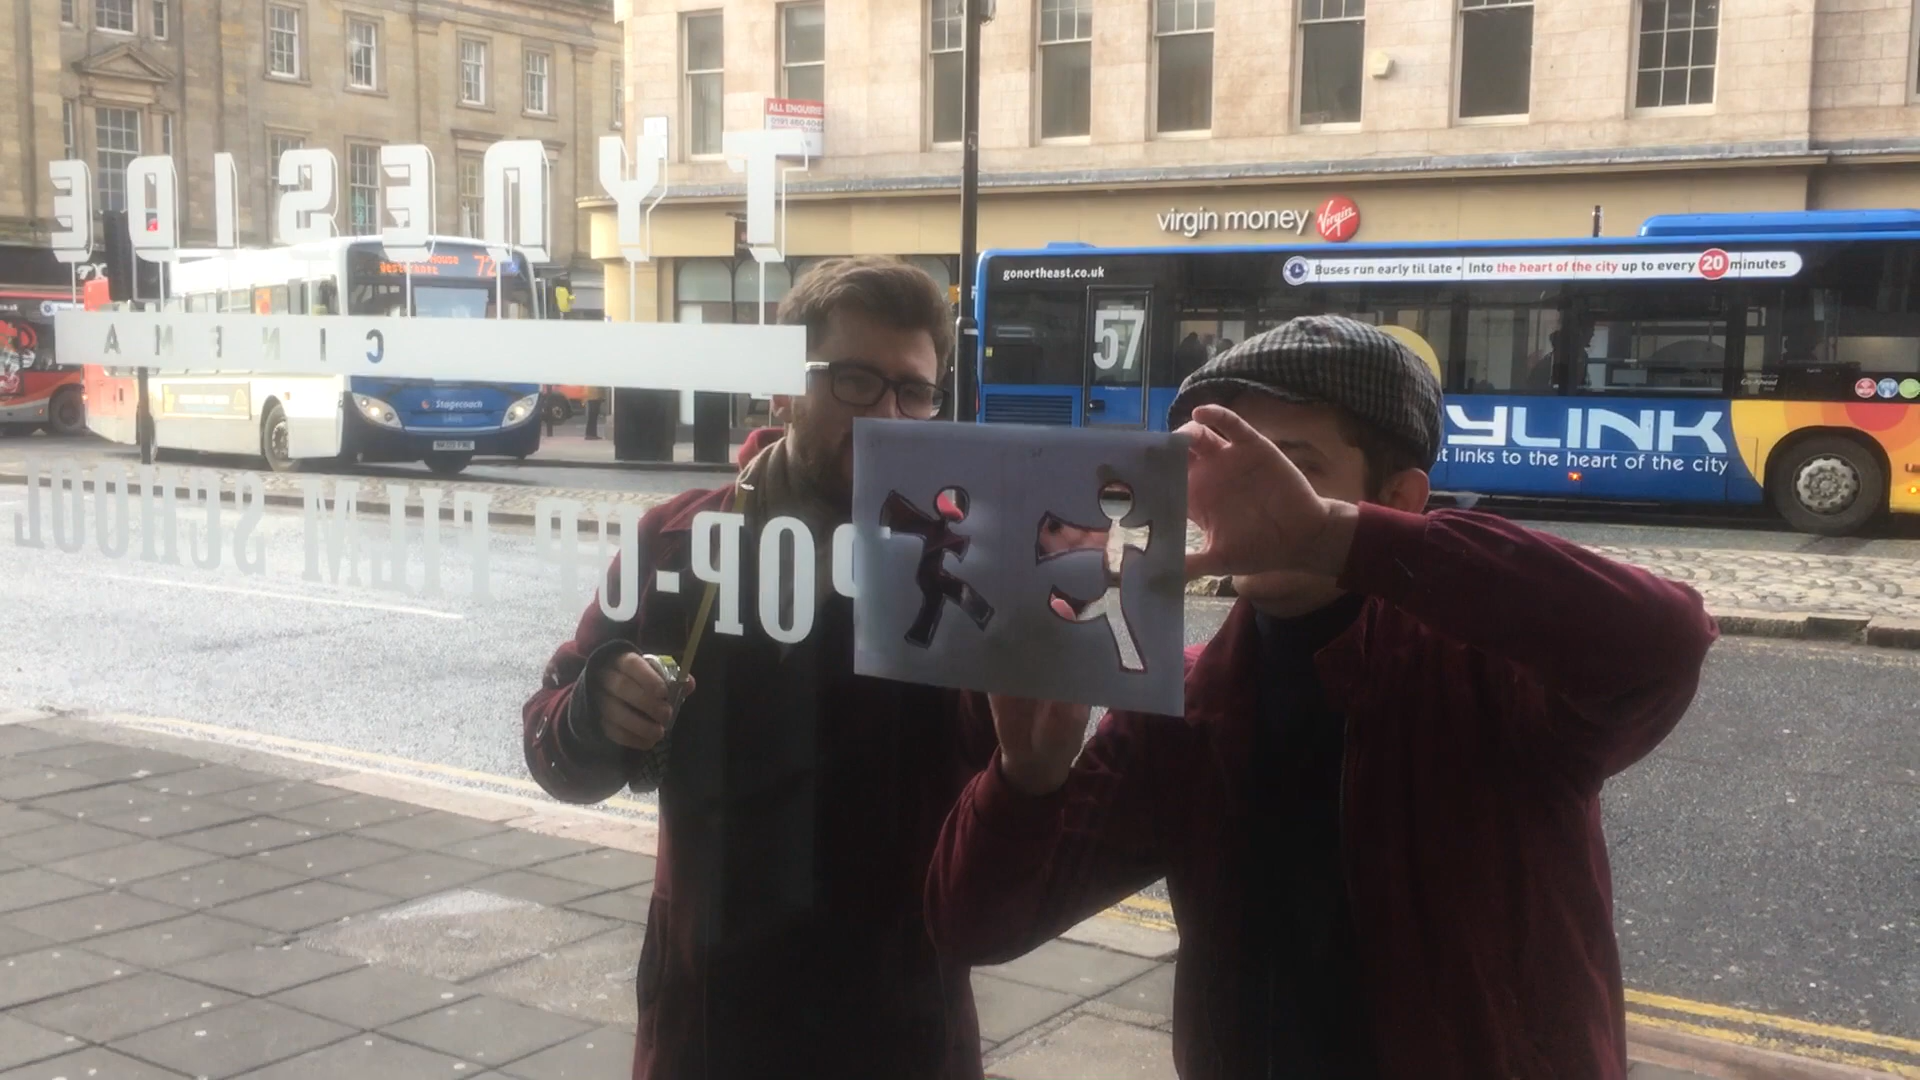 ALL ENQUIRIES
TYNESIDE
CINEMA
POP-UP FILM SCHOOL
virgin money Virgin
gonortheast.co.uk
Buses run early til late • Into the heart of the city up to every 20 minutes
57
72
Stagecoach
YLINK
t links to the heart of the city